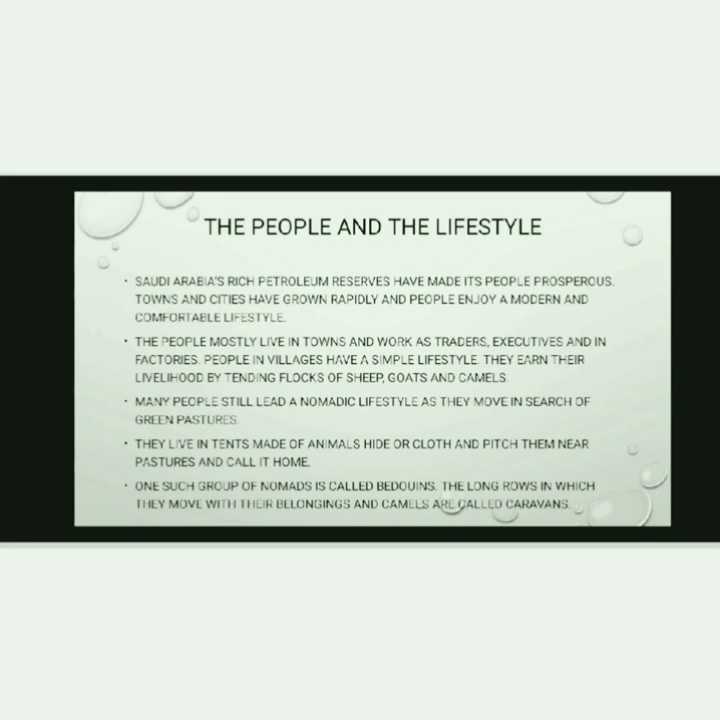 THE PEOPLE AND THE LIFESTYLE
• SAUDI ARABIA'S RICH PETROLEUM RESERVES HAVE MADE ITS PEOPLE PROSPEROUS.
TOWNS AND CITIES HAVE GROWN RAPIDLY AND PEOPLE ENJOY A MODERN AND
COMFORTABLE LIFESTYLE.
• THE PEOPLE MOSTLY LIVE IN TOWNS AND WORK AS TRADERS, EXECUTIVES AND IN
FACTORIES. PEOPLE IN VILLAGES HAVE A SIMPLE LIFESTYLE. THEY EARN THEIR
LIVELIHOOD BY TENDING FLOCKS OF SHEEP, GOATS AND CAMELS.
• MANY PEOPLE STILL LEAD A NOMADIC LIFESTYLE AS THEY MOVE IN SEARCH OF
GREEN PASTURES.
• THEY LIVE IN TENTS MADE OF ANIMALS HIDE OR CLOTH AND PITCH THEM NEAR
PASTURES AND CALL IT HOME.
• ONE SUCH GROUP OF NOMADS IS CALLED BEDOUINS. THE LONG ROWS IN WHICH
THEY MOVE WITH THEIR BELONGINGS AND CAMELS ARE CALLED CARAVANS.